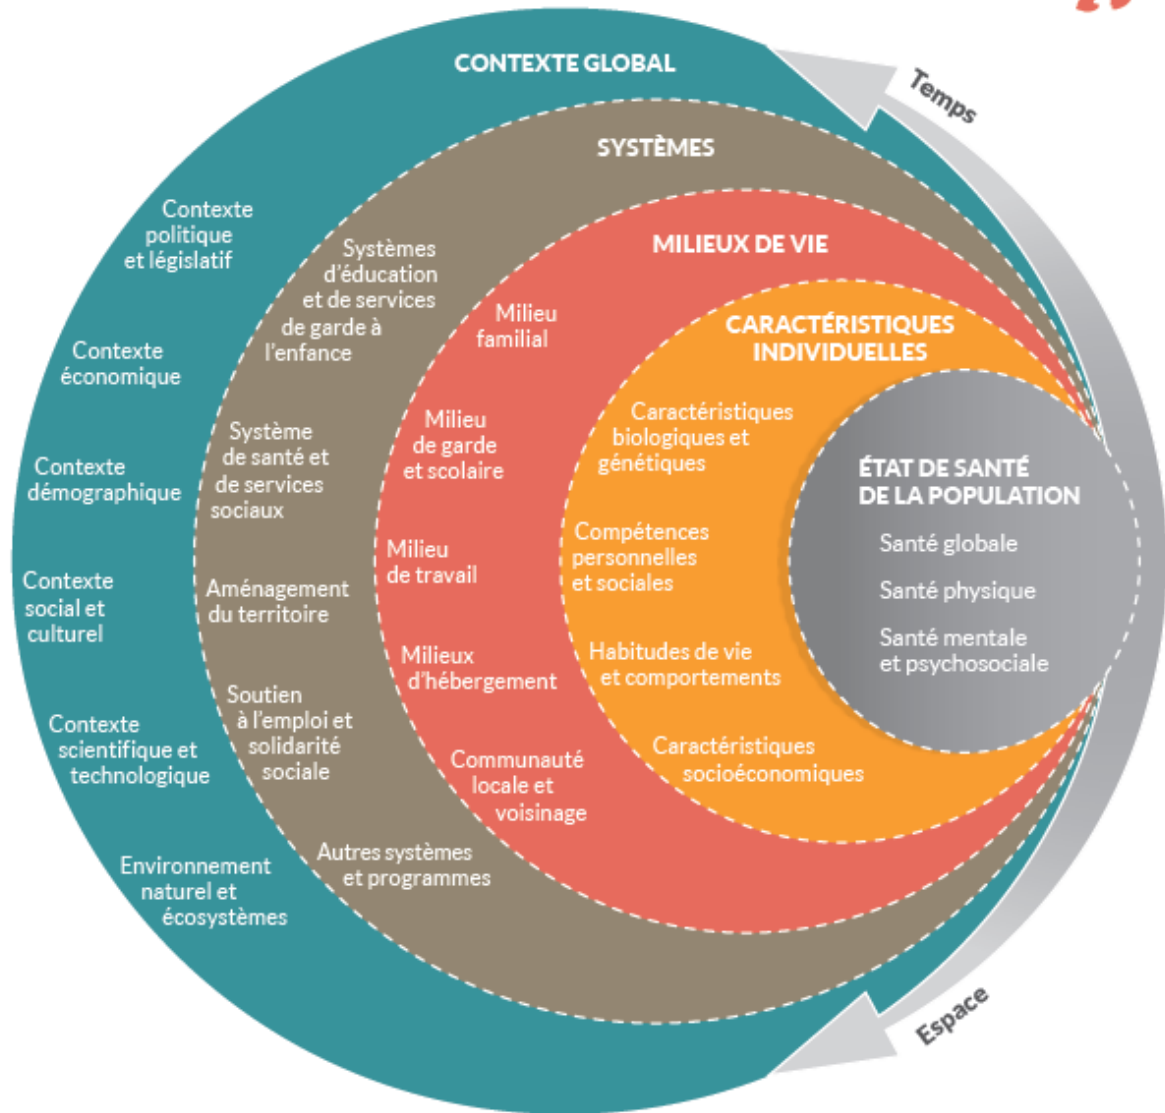 CONTEXTE GLOBAL
Contexte
politique
et législatif
Contexte
économique
Contexte
démographique
Contexte
social et
culturel
Contexte
scientifique et
technologique
Environnement
naturel et
écosystèmes
SYSTÈMES
Systèmes
d'éducation
et de services
de garde à
l'enfance
Système
de santé et
de services
sociaux
Aménagement
du territoire
Soutien
à l'emploi et
solidarité
sociale
Autres systèmes
et programmes
MILIEUX DE VIE
Milieu
familial
Milieu
de garde
et scolaire
Milieu
de travail
Milieux
d'hébergement
Communauté
locale et
voisinage
CARACTÉRISTIQUES
INDIVIDUELLES
Caractéristiques
biologiques et
génétiques
Compétences
personnelles
et sociales
Habitudes de vie
et comportements
Caractéristiques
socioéconomiques
ÉTAT DE SANTÉ
DE LA POPULATION
Santé globale
Santé physique
Santé mentale
et psychosociale
Temps
Espace